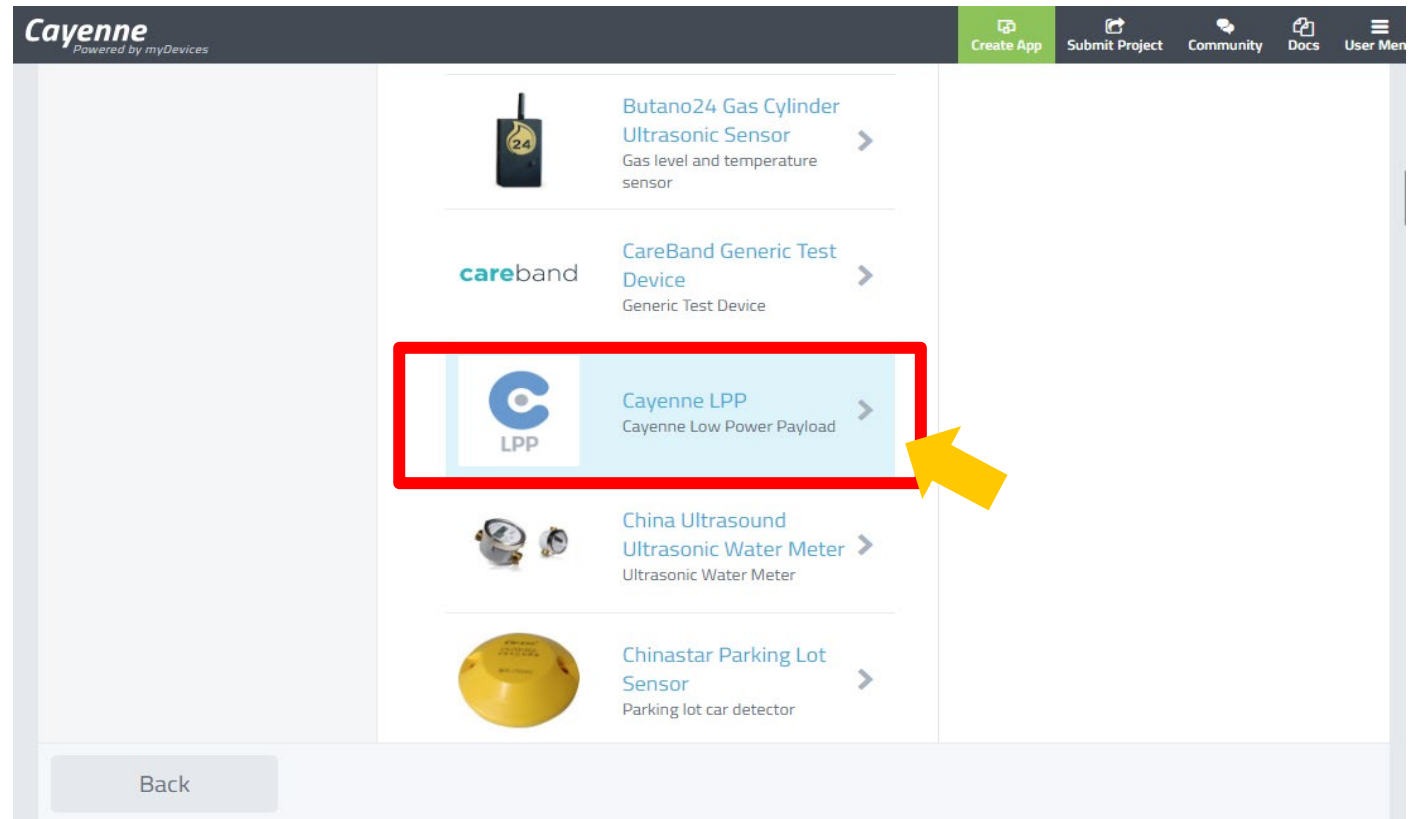 Cayenne
Powered by myDevices
Create App
Submit Project
Community
Docs
User Men
24
Butano24 Gas Cylinder
Ultrasonic Sensor
Gas level and temperature
sensor
careband
CareBand Generic Test
Device
Generic Test Device
LPP
Cayenne LPP
Cayenne Low Power Payload
China Ultrasound
Ultrasonic Water Meter
Ultrasonic Water Meter
Chinastar Parking Lot
Sensor
Parking lot car detector
Back